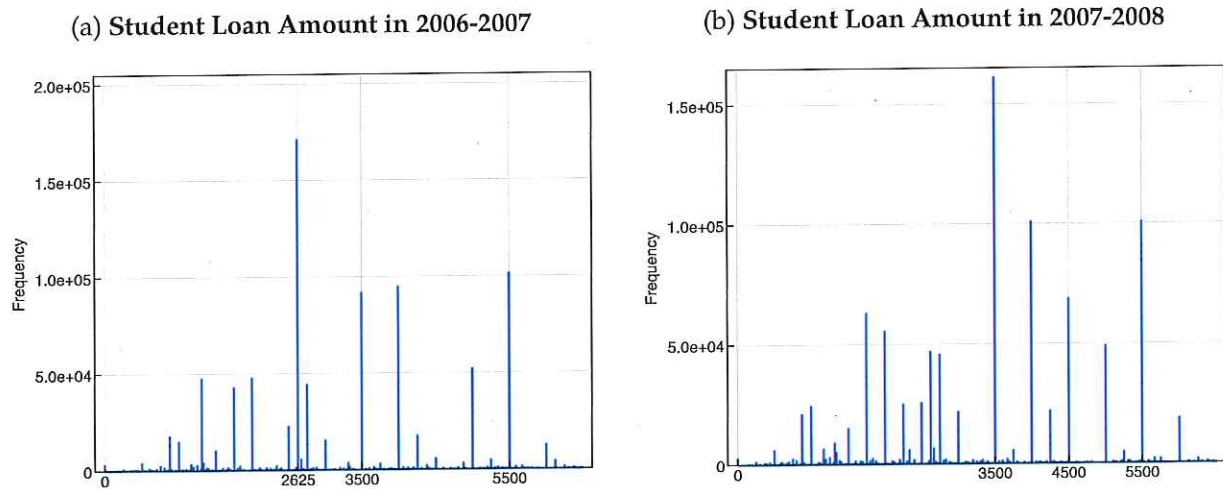 (a) Student Loan Amount in 2006-2007
2.0e+05
1.5e+05
1.0e+05
5.0e+04
0
Frequency
0
2625
3500
5500
(b) Student Loan Amount in 2007-2008
1.5e+05
1.0e+05
5.0e+04
0
Frequency
0
3500
4500
5500